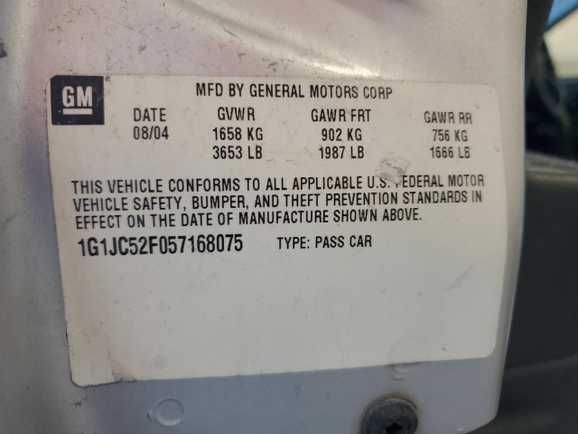 GM
MFD BY GENERAL MOTORS CORP
DATE GVWR GAWR FRT GAWR RR
08/04 1658 KG 902 KG 756 KG
3653 LB 1987 LB 1666 LB
THIS VEHICLE CONFORMS TO ALL APPLICABLE U.S. FEDERAL MOTOR
VEHICLE SAFETY, BUMPER, AND THEFT PREVENTION STANDARDS IN
EFFECT ON THE DATE OF MANUFACTURE SHOWN ABOVE.
1G1JC52F057168075 TYPE: PASS CAR